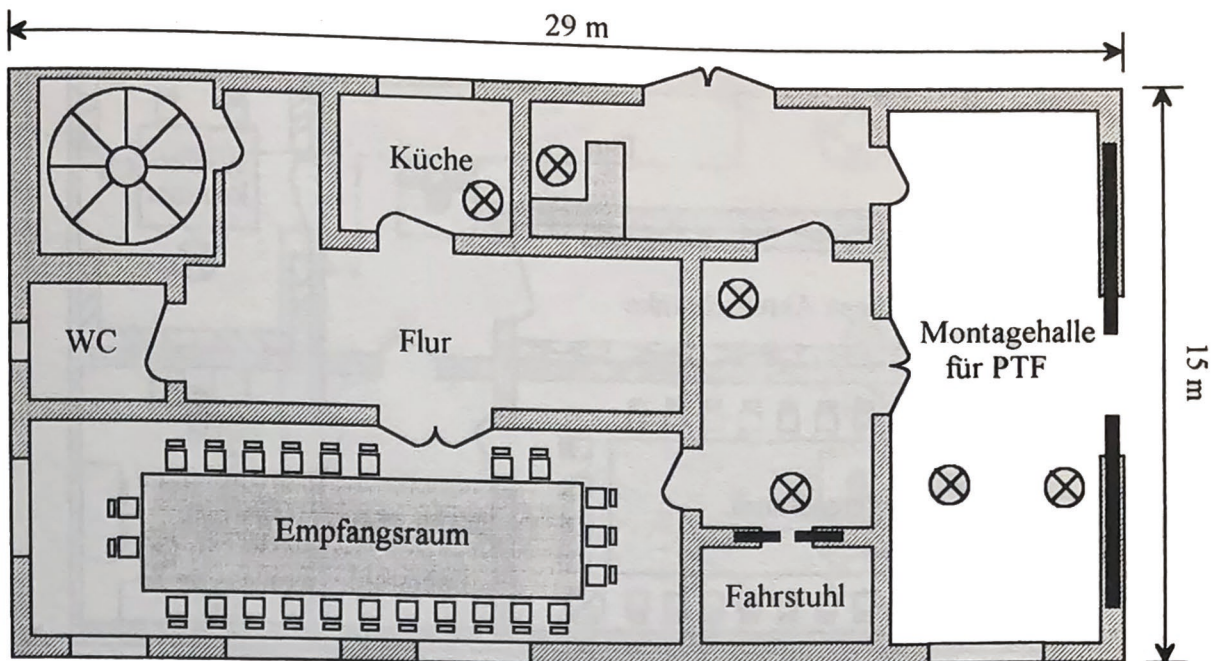 29 m
Küche
WC
Flur
Montagehalle
für PTF
15 m
Empfangsraum
Fahrstuhl